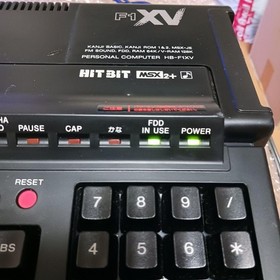 F1XV
KANJI BASIC, KANJI ROM 1&2, MSX-JE
FM SOUND, FDD, RAM 64K/V-RAM 128K
PERSONAL COMPUTER HB-F1XV
HITBIT MSX2+
PAUSE CAP かな FDD IN USE POWER
RESET
7 8 9 /
4 5 6 *
BS